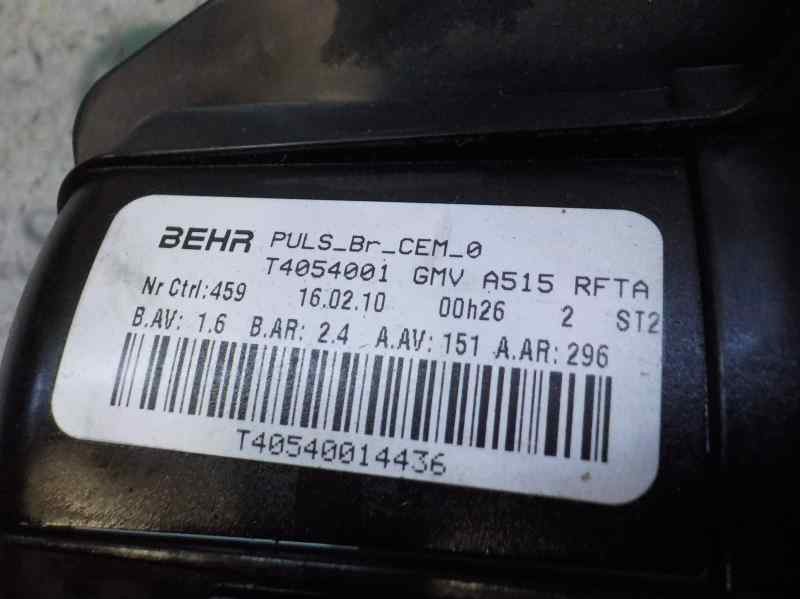 BEHR PULS_Br_CEM_0
T4054001 GMV A515 RFTA
Nr Ctrl:459 16.02.10 00h26 2 ST2
B.AV: 1.6 B.AR: 2.4 A.AV: 151 A.AR: 296
T40540014436